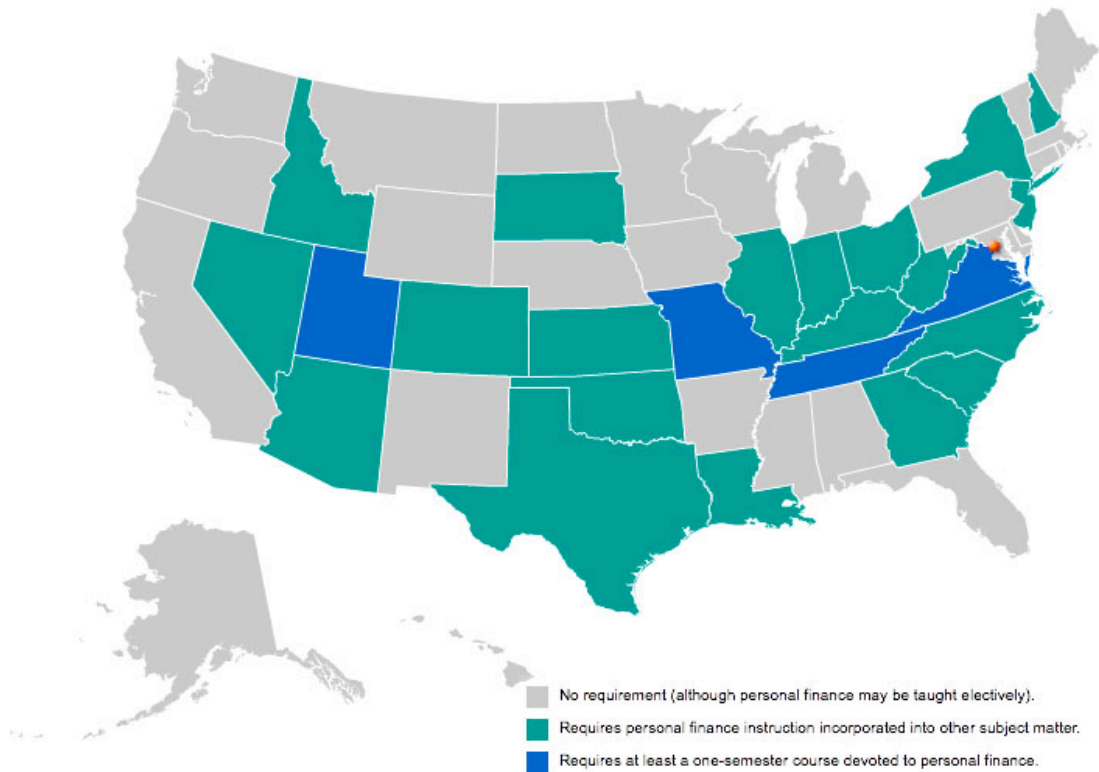 No requirement (although personal finance may be taught electively).
Requires personal finance instruction incorporated into other subject matter.
Requires at least a one-semester course devoted to personal finance.